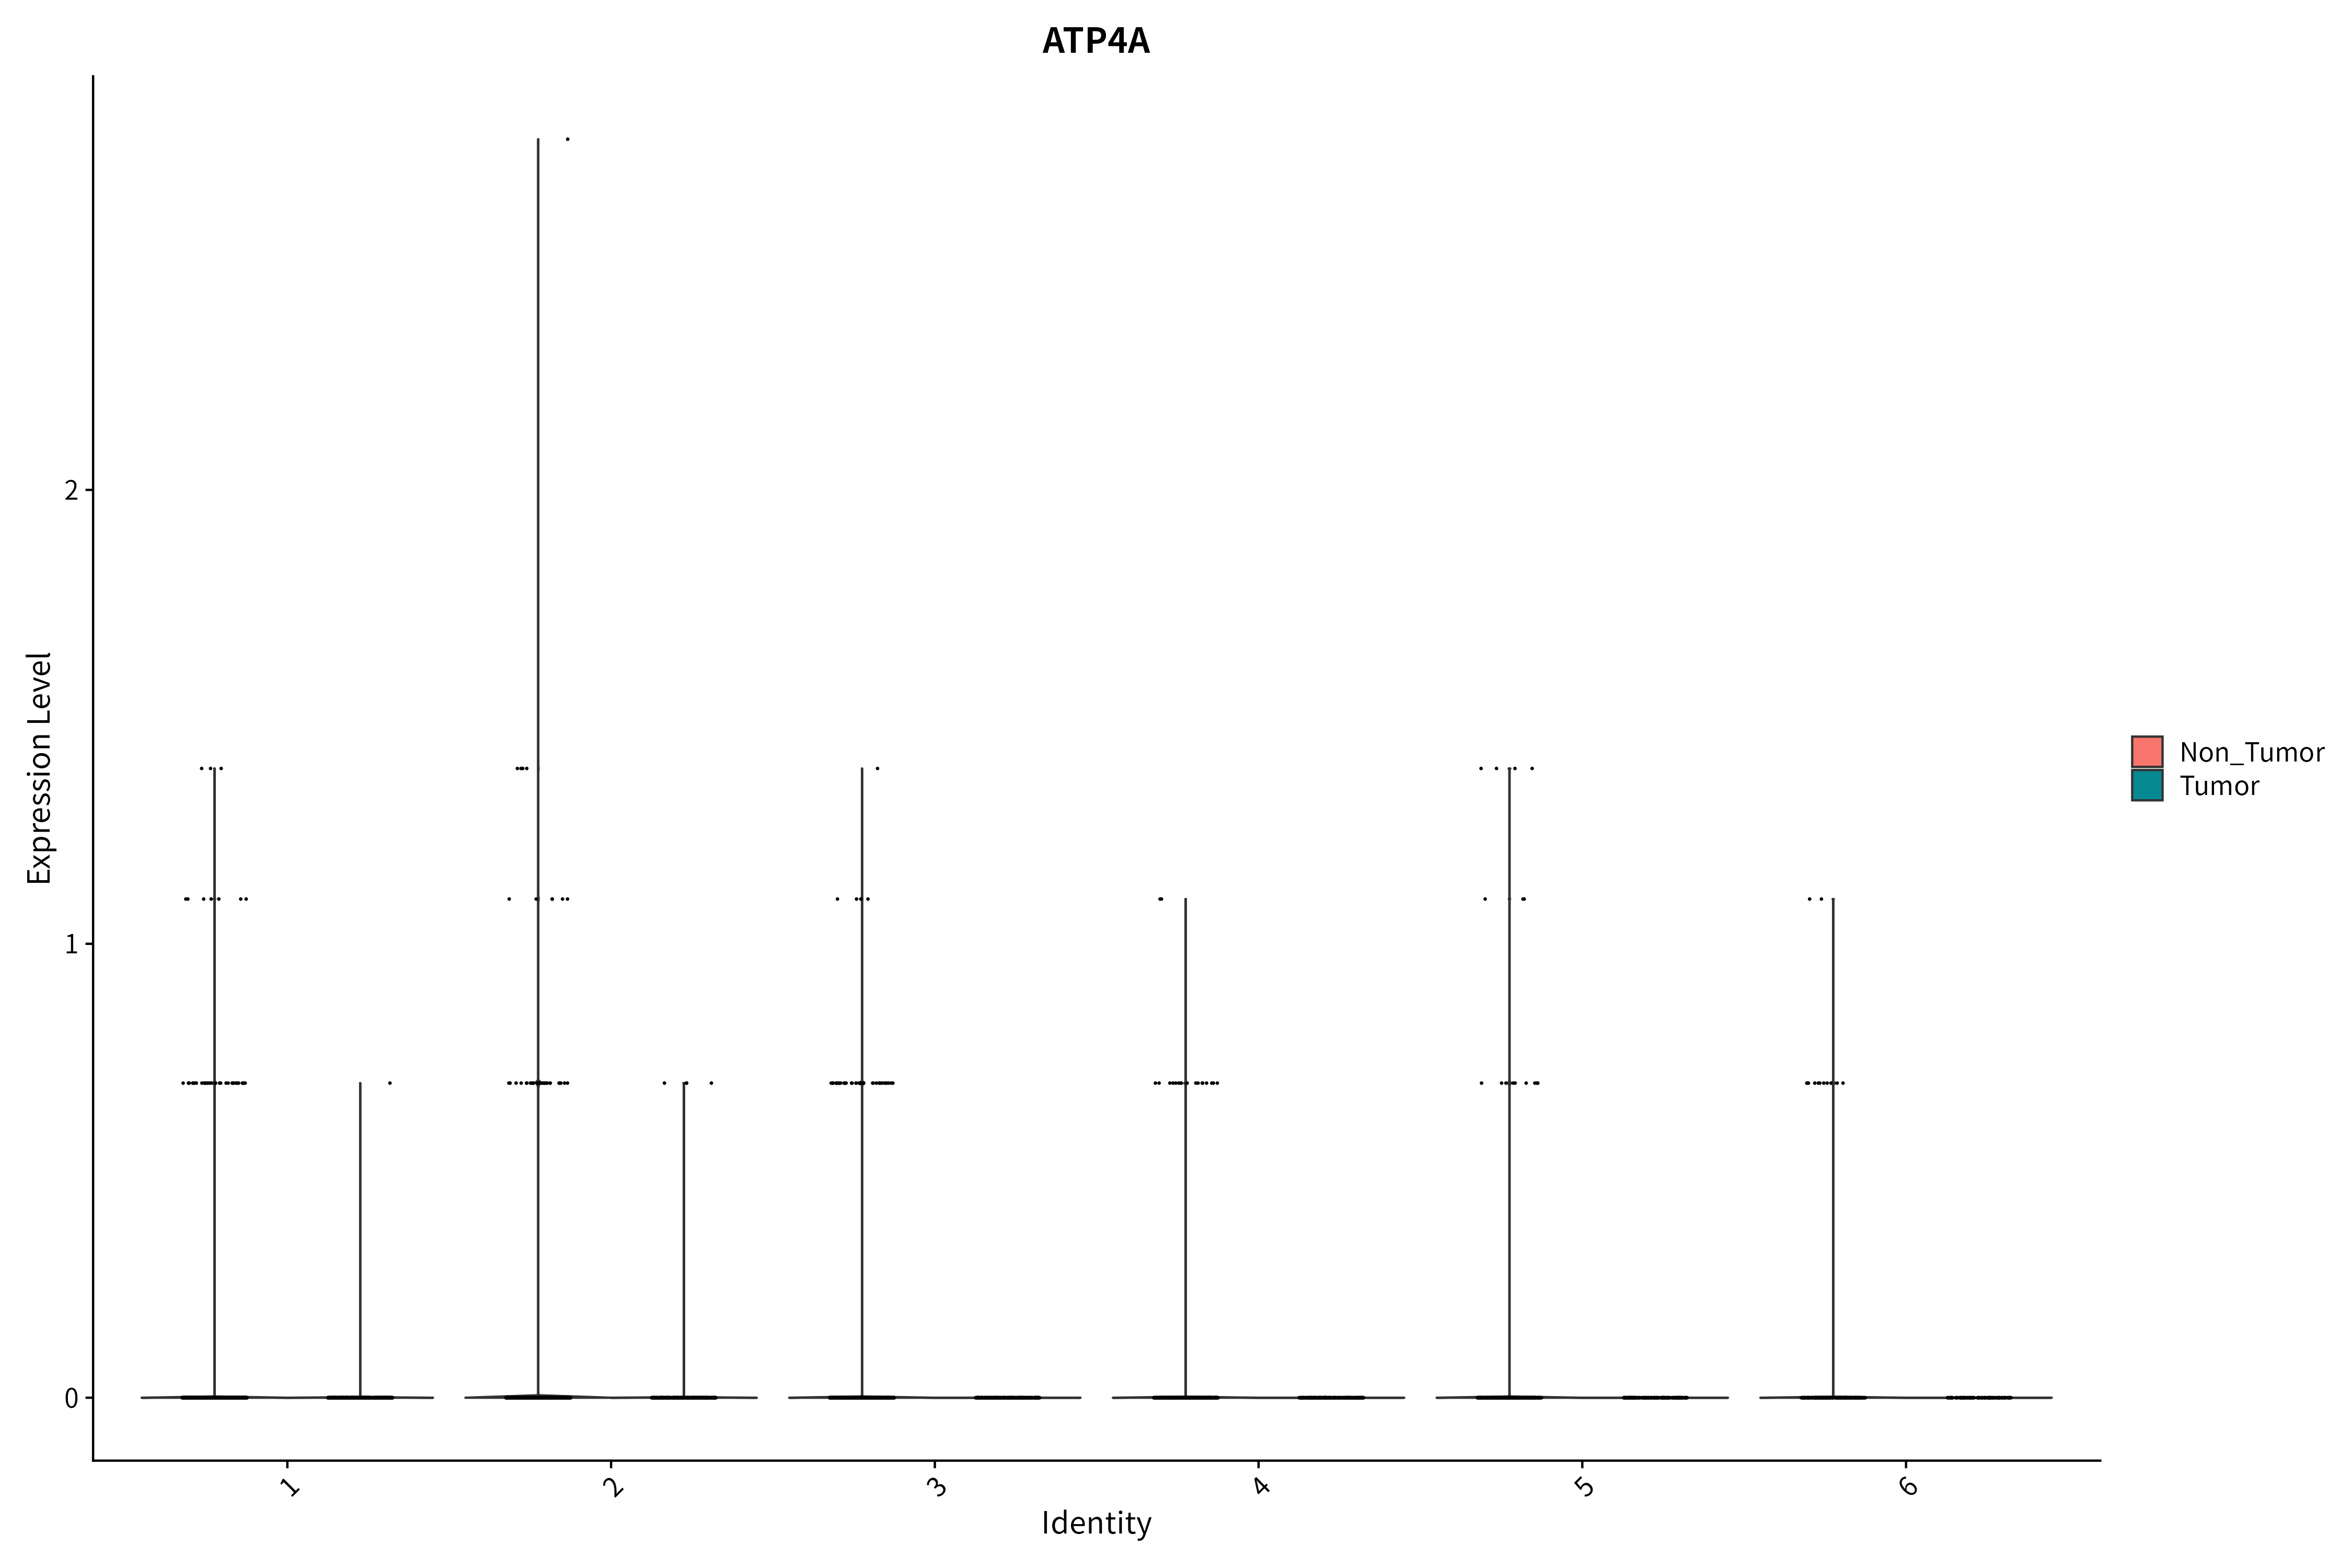 ATP4A
Expression Level
2
1
0
1
2
3
4
5
6
Identity
Non_Tumor
Tumor